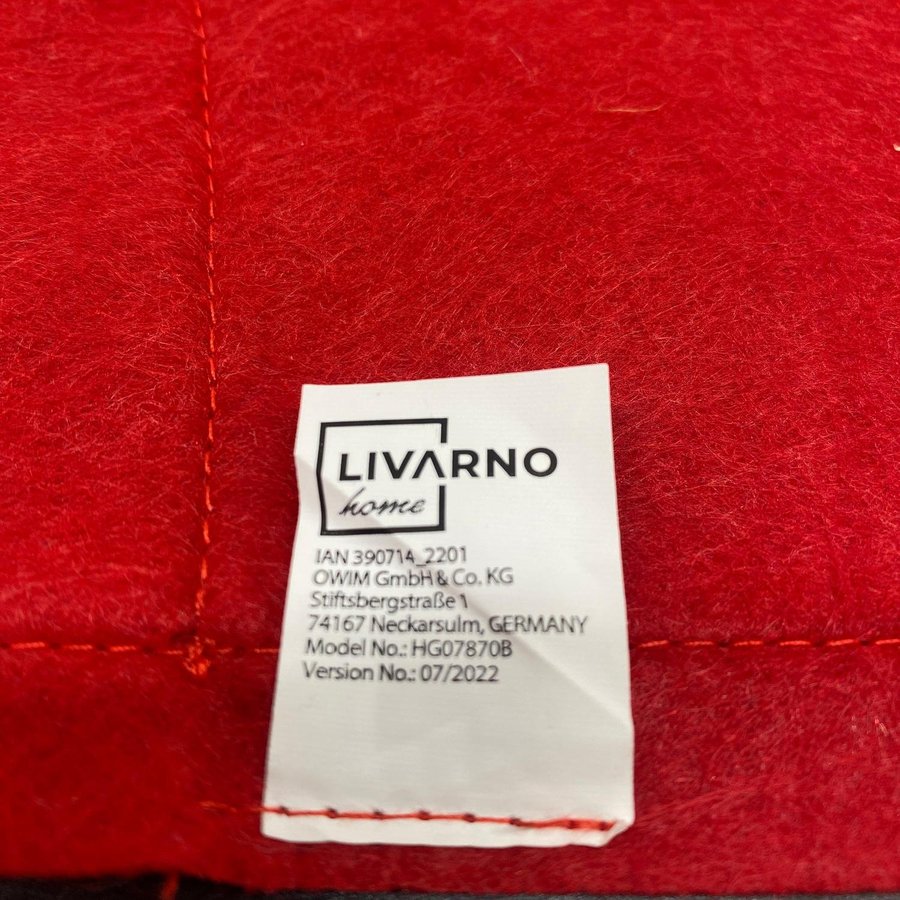 LIVARNO
home
IAN 390714_2201
OWIM GmbH & Co. KG
Stiftsbergstraße 1
74167 Neckarsulm, GERMANY
Model No.: HG07870B
Version No.: 07/2022